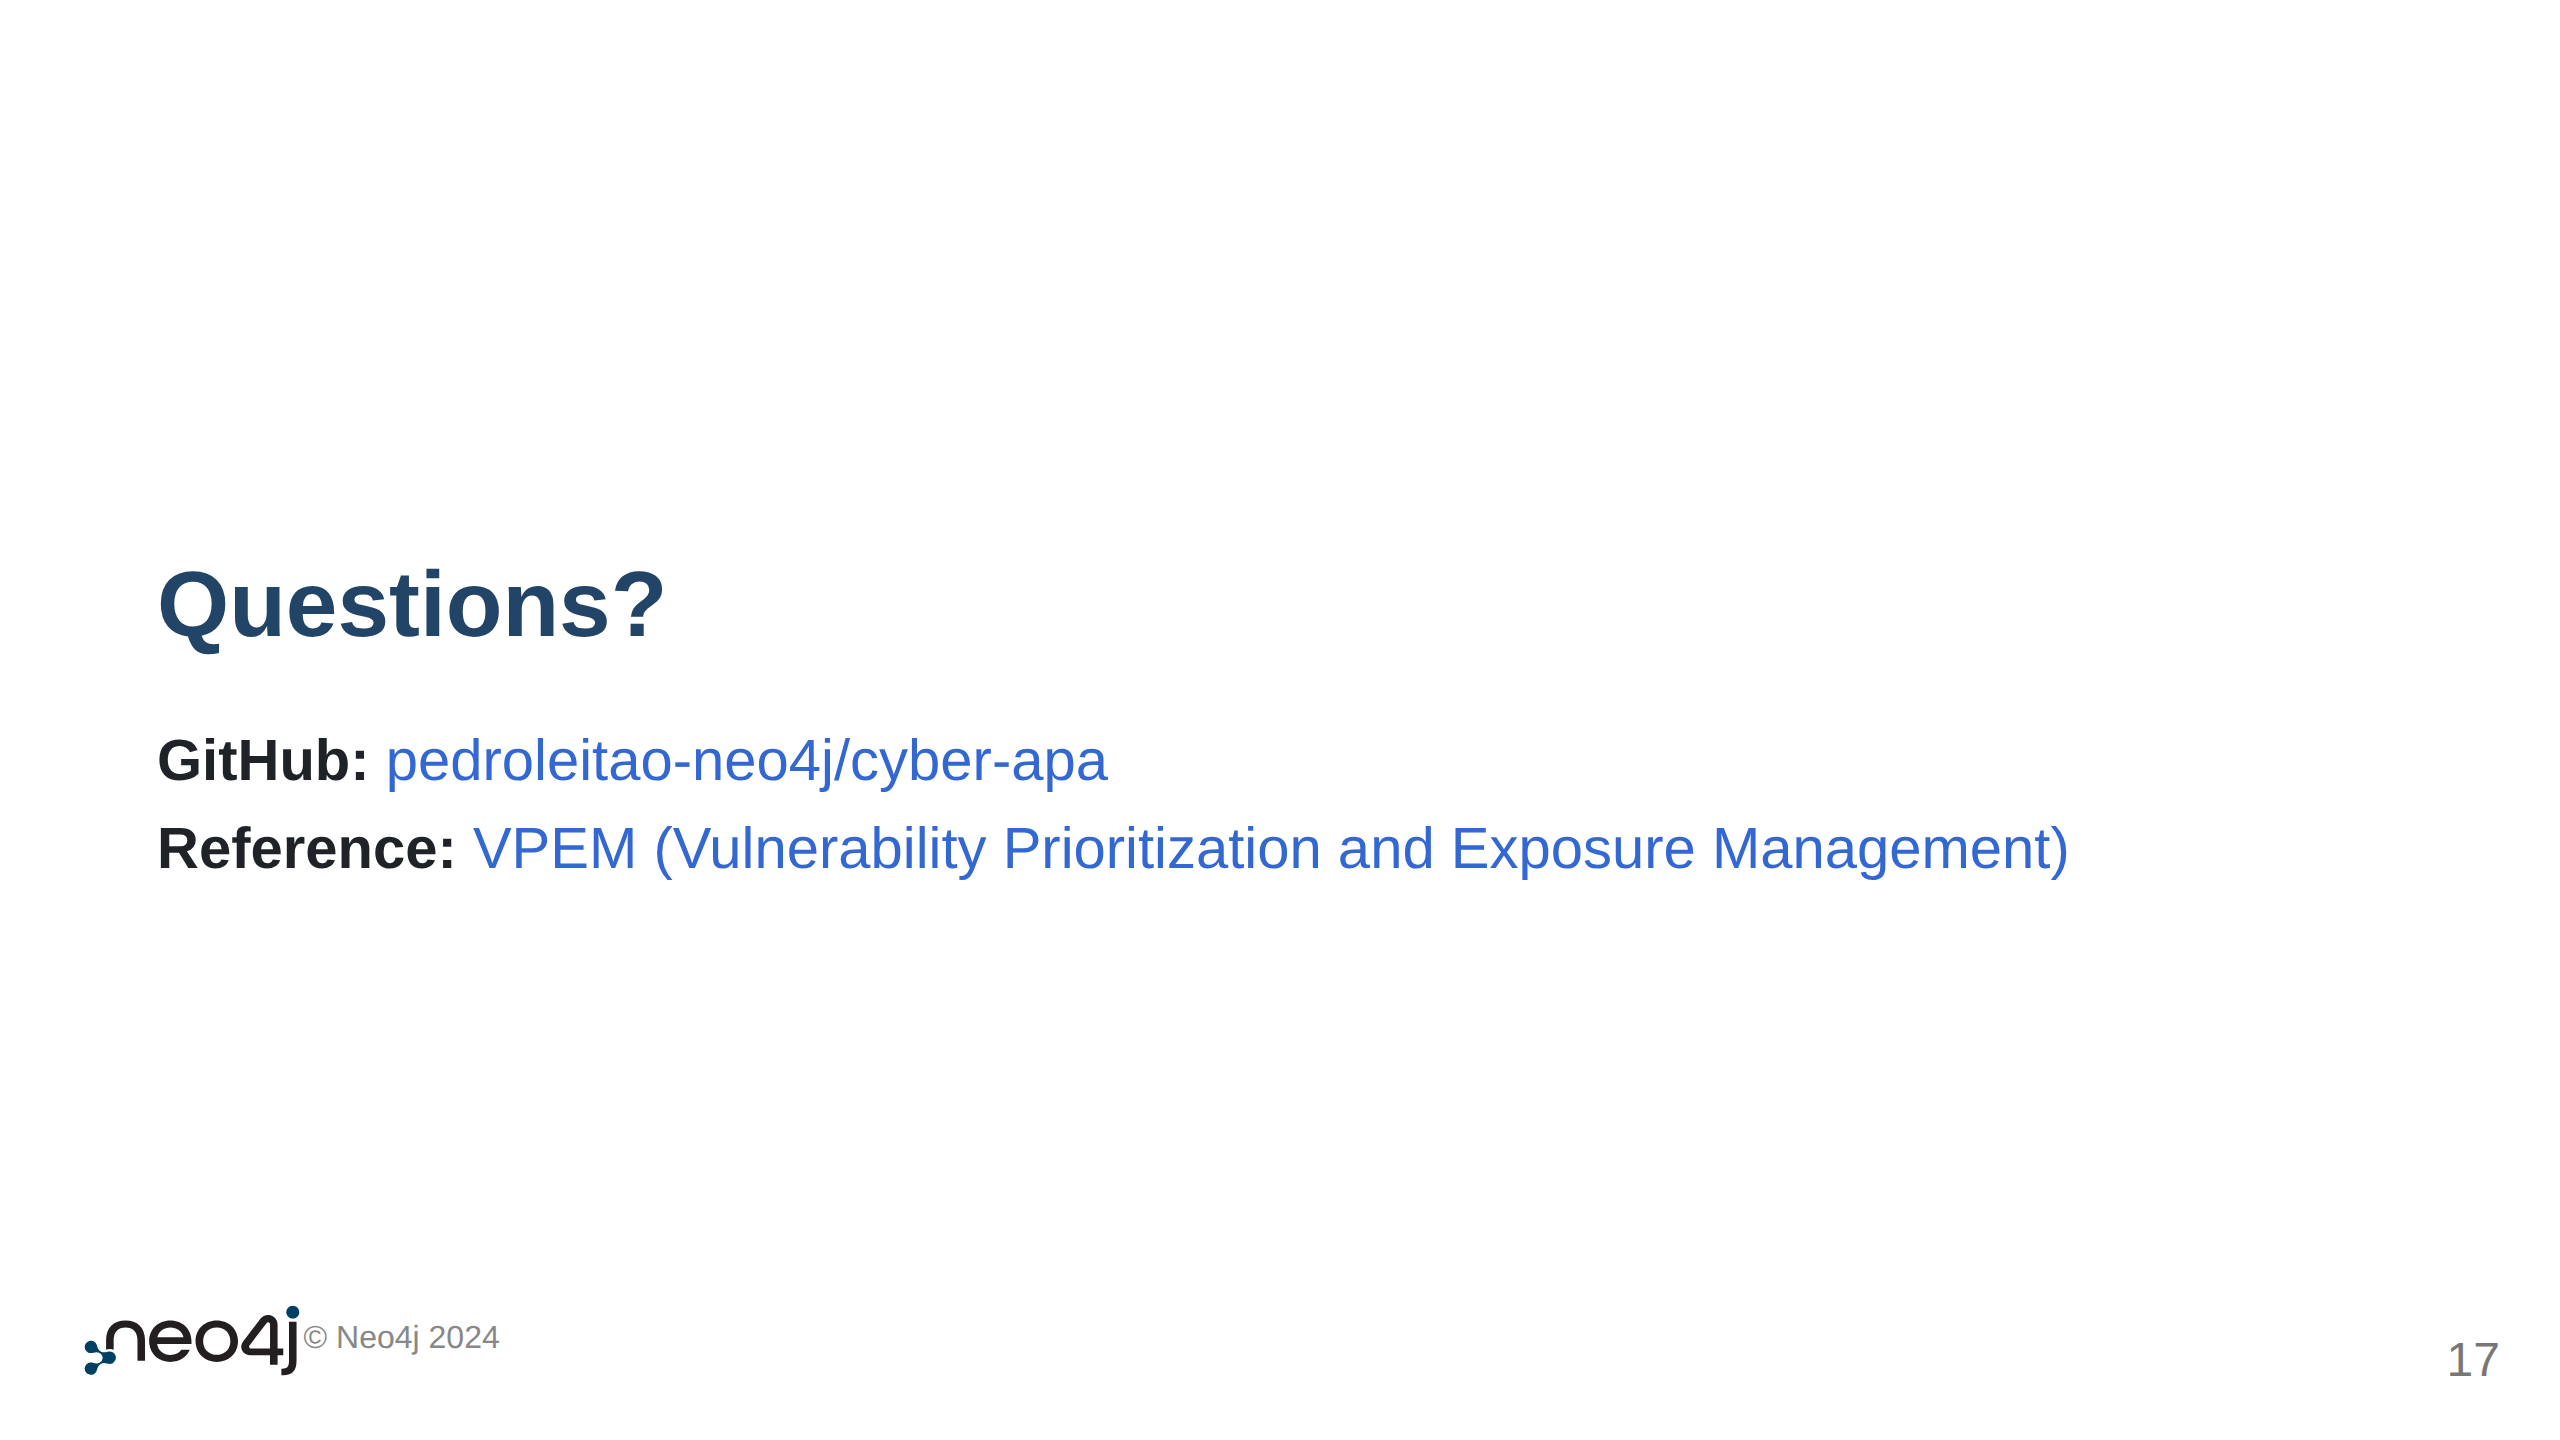 Questions?
GitHub: pedroleitao-neo4j/cyber-apa
Reference: VPEM (Vulnerability Prioritization and Exposure Management)
neo4j © Neo4j 2024
17